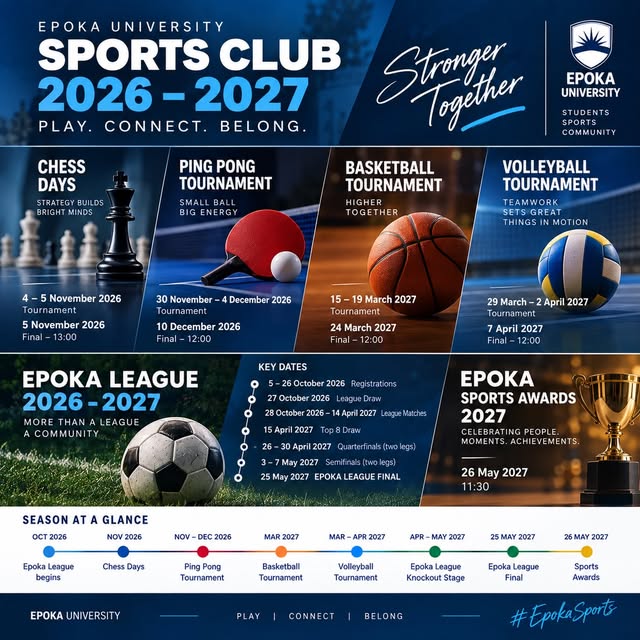 EPOKA UNIVERSITY
SPORTS CLUB
2026 – 2027
PLAY. CONNECT. BELONG.
Stronger
Together
EPOKA
UNIVERSITY
STUDENTS
SPORTS
COMMUNITY
CHESS
DAYS
STRATEGY BUILDS
BRIGHT MINDS
4 – 5 November 2026
Tournament
5 November 2026
Final – 13:00
PING PONG
TOURNAMENT
SMALL BALL
BIG ENERGY
30 November – 4 December 2026
Tournament
10 December 2026
Final – 12:00
BASKETBALL
TOURNAMENT
HIGHER
TOGETHER
15 – 19 March 2027
Tournament
24 March 2027
Final – 12:00
VOLLEYBALL
TOURNAMENT
TEAMWORK
SETS GREAT
THINGS IN MOTION
29 March – 2 April 2027
Tournament
7 April 2027
Final – 12:00
EPOKA LEAGUE
2026 – 2027
MORE THAN A LEAGUE
A COMMUNITY
KEY DATES
5 – 26 October 2026 Registrations
27 October 2026 League Draw
28 October 2026 – 14 April 2027 League Matches
15 April 2027 Top 8 Draw
26 – 30 April 2027 Quarterfinals (two legs)
3 – 7 May 2027 Semifinals (two legs)
25 May 2027 EPOKA LEAGUE FINAL
EPOKA
SPORTS AWARDS
2027
CELEBRATING PEOPLE.
MOMENTS. ACHIEVEMENTS.
26 May 2027
11:30
SEASON AT A GLANCE
OCT 2026
Epoka League
begins
NOV 2026
Chess Days
NOV – DEC 2026
Ping Pong
Tournament
MAR 2027
Basketball
Tournament
MAR – APR 2027
Volleyball
Tournament
APR – MAY 2027
Epoka League
Knockout Stage
25 MAY 2027
Epoka League
Final
26 MAY 2027
Sports
Awards
EPOKA UNIVERSITY
PLAY | CONNECT | BELONG
#EpokaSports